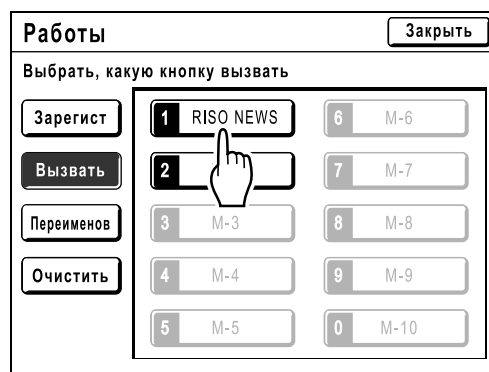 Работы
Закрыть
Выбрать, какую кнопку вызвать
Зарегист
Вызвать
Переименов
Очистить
1 RISO NEWS
2
3 M-3
4 M-4
5 M-5
6 M-6
7 M-7
8 M-8
9 M-9
0 M-10